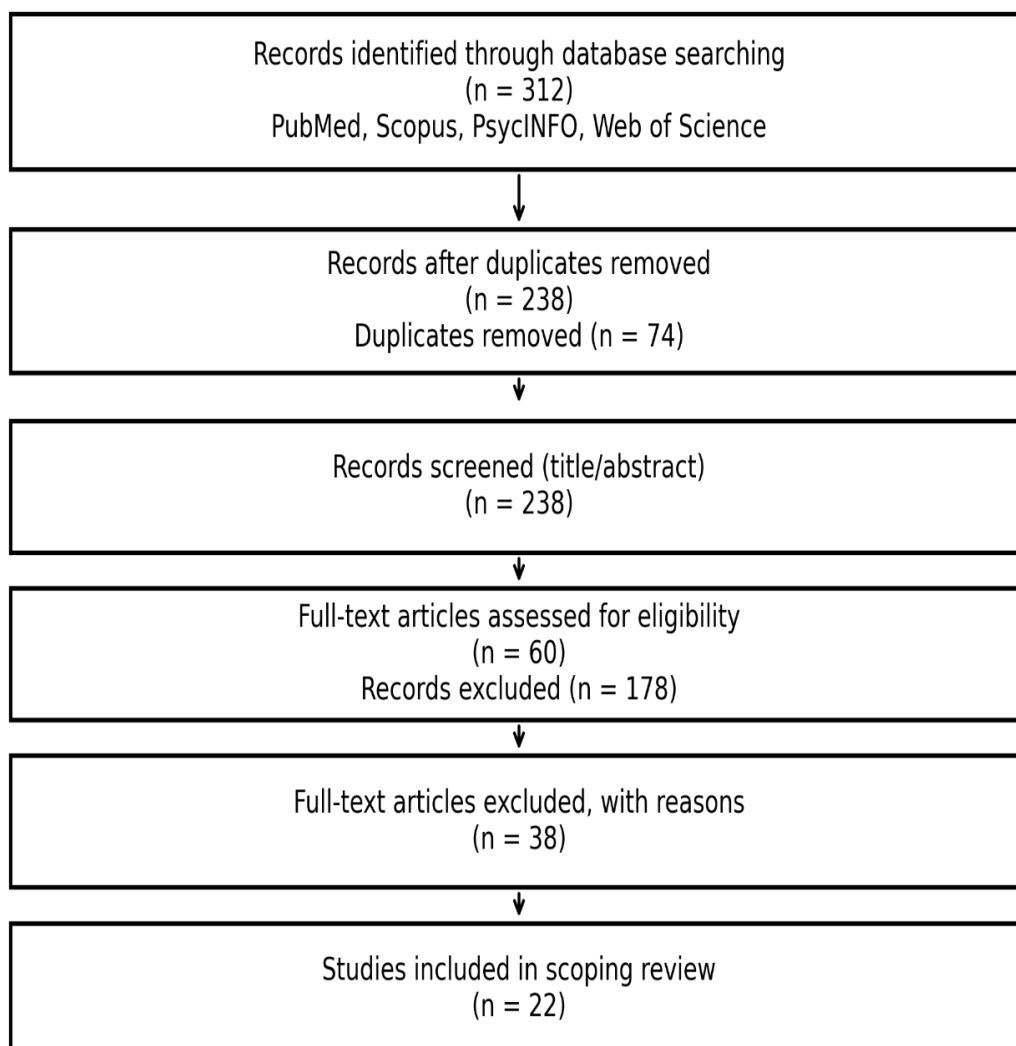 Records identified through database searching
(n = 312)
PubMed, Scopus, PsycINFO, Web of Science
Records after duplicates removed
(n = 238)
Duplicates removed (n = 74)
Records screened (title/abstract)
(n = 238)
Full-text articles assessed for eligibility
(n = 60)
Records excluded (n = 178)
Full-text articles excluded, with reasons
(n = 38)
Studies included in scoping review
(n = 22)